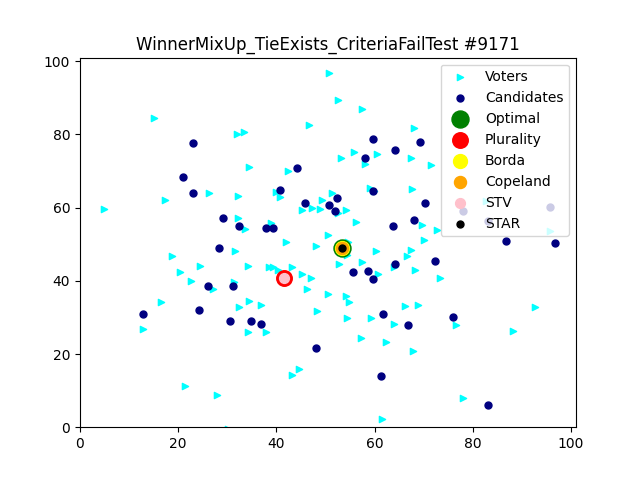 WinnerMixUp_TieExists_CriteriaFailTest #9171
100
80
60
40
20
0
0
20
40
60
80
100
Voters
Candidates
Optimal
Plurality
Borda
Copeland
STV
STAR